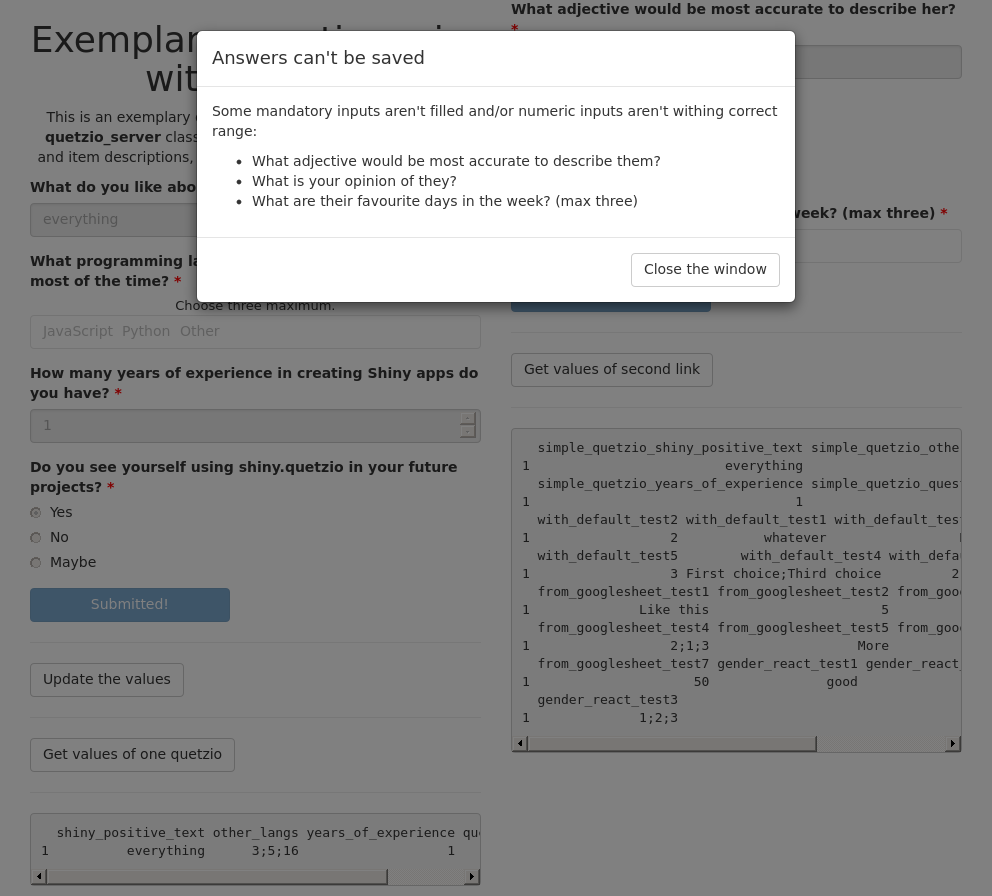 What adjective would be most accurate to describe her?
*
Exemplar
wit
Answers can't be saved
Some mandatory inputs aren't filled and/or numeric inputs aren't withing correct
range:
• What adjective would be most accurate to describe them?
• What is your opinion of they?
• What are their favourite days in the week? (max three)
Close the window
This is an exemplary
quetzio_server class
and item descriptions,
What do you like abo
everything
What programming la
most of the time? *
Choose three maximum.
JavaScript Python Other
How many years of experience in creating Shiny apps do
you have? *
1
Do you see yourself using shiny.quetzio in your future
projects? *
Yes
No
Maybe
Submitted!
Update the values
Get values of one quetzio
shiny_positive_text other_langs years_of_experience qu
1 everything 3;5;16 1
week? (max three) *
Get values of second link
simple_quetzio_shiny_positive_text simple_quetzio_othe
1 everything
simple_quetzio_years_of_experience simple_quetzio_ques
1 1
with_default_test2 with_default_test1 with_default_tes
1 2 whatever
with_default_test5 with_default_test4 with_defa
1 3 First choice;Third choice 2
from_googlesheet_test1 from_googlesheet_test2 from_goo
1 Like this 5
from_googlesheet_test4 from_googlesheet_test5 from_goo
1 2;1;3 More
from_googlesheet_test7 gender_react_test1 gender_react_
1 50 good
gender_react_test3
1 1;2;3